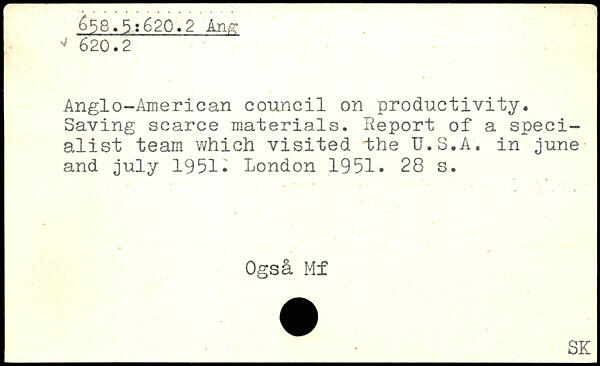 658.5:620.2 Ang
620.2
Anglo-American council on productivity.
Saving scarce materials. Report of a speci-
alist team which visited the U.S.A. in june
and july 1951. London 1951. 28 s.
Også Mf
SK